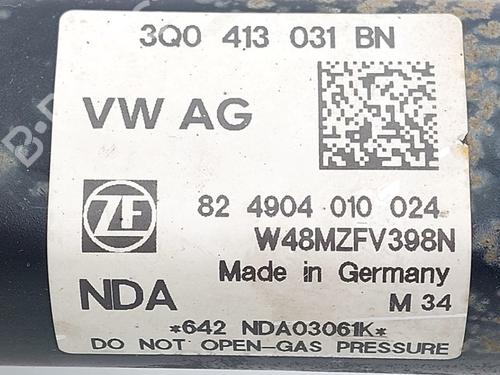 3Q0 413 031 BN
VW AG
ZF
82 4904 010 024
W48MZFV398N
Made in Germany
NDA
M 34
*642 NDA03061K*
DO NOT OPEN-GAS PRESSURE